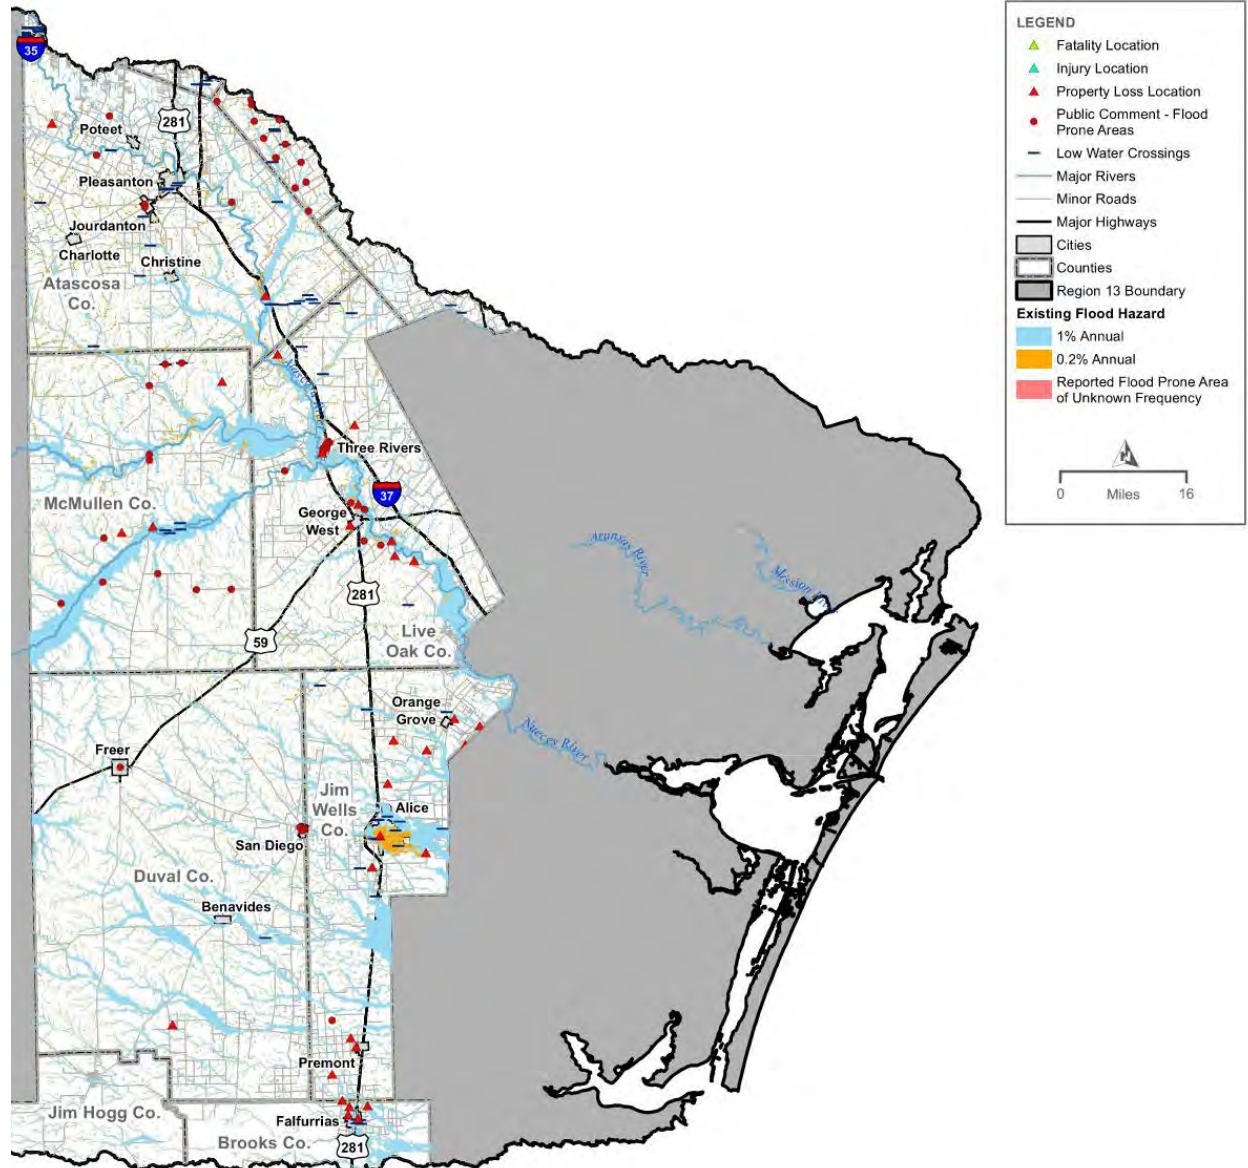 35
Poteet
281
Pleasanton
Jourdanton
Charlotte
Christine
Atascosa
Co.
Nueces River
Three Rivers
McMullen Co.
37
George
West
281
59
Live
Oak Co.
Aransas River
Mission River
Orange
Grove
Nueces River
Freer
Jim
Wells
Co.
Alice
San Diego
Duval Co.
Benavides
Premont
Jim Hogg Co.
Falfurrias
Brooks Co.
281
LEGEND
Fatality Location
Injury Location
Property Loss Location
Public Comment - Flood
Prone Areas
Low Water Crossings
Major Rivers
Minor Roads
Major Highways
Cities
Counties
Region 13 Boundary
Existing Flood Hazard
1% Annual
0.2% Annual
Reported Flood Prone Area
of Unknown Frequency
N
0 Miles 16